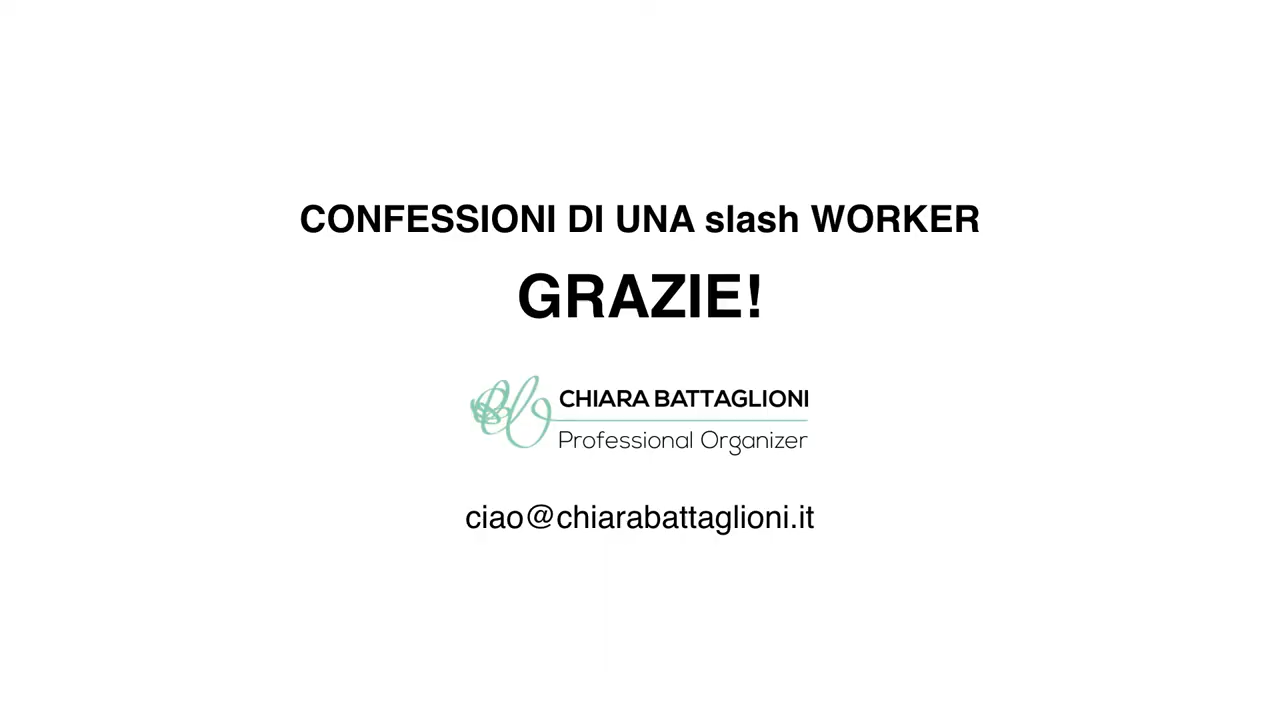 CONFESSIONI DI UNA slash WORKER
GRAZIE!
CHIARA BATTAGLIONI
Professional Organizer
ciao@chiarabattaglioni.it